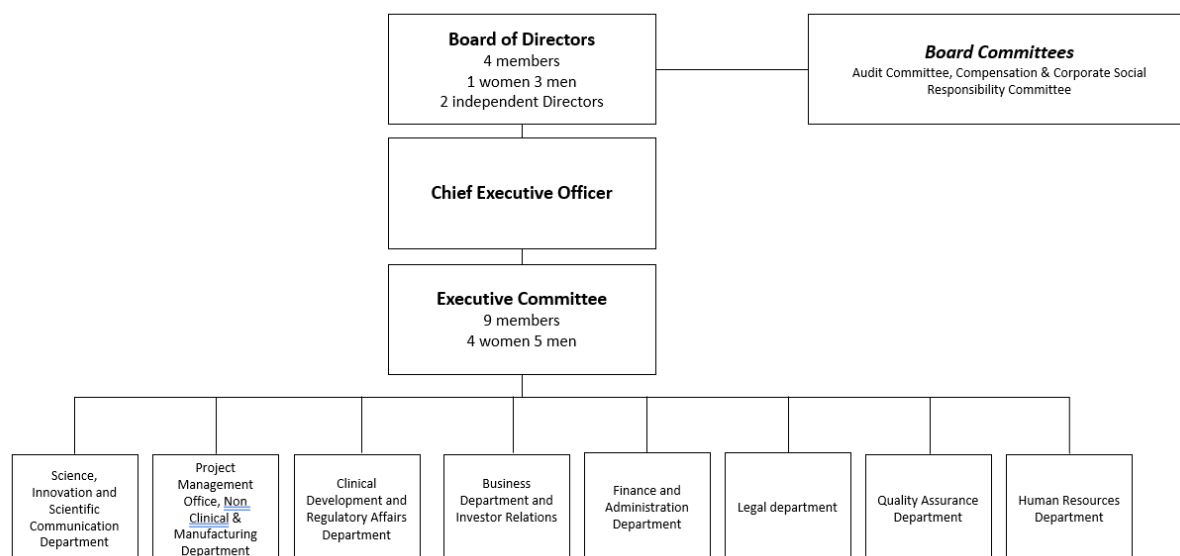 Board of Directors
4 members
1 women 3 men
2 independent Directors
Board Committees
Audit Committee, Compensation & Corporate Social
Responsibility Committee
Chief Executive Officer
Executive Committee
9 members
4 women 5 men
Science,
Innovation and
Scientific
Communication
Department
Project
Management
Office, Non
Clinical &
Manufacturing
Department
Clinical
Development and
Regulatory Affairs
Department
Business
Department and
Investor Relations
Finance and
Administration
Department
Legal department
Quality Assurance
Department
Human Resources
Department